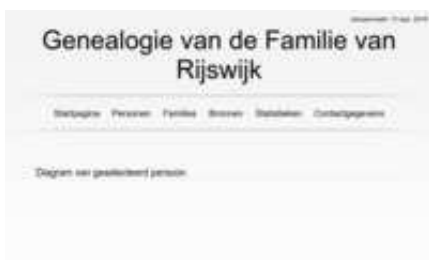 Genealogie van de Familie van
Rijswijk
Startpagina Personen Families Bronnen Statistieken Contactgegevens
Diagram van geselecteerd persoon